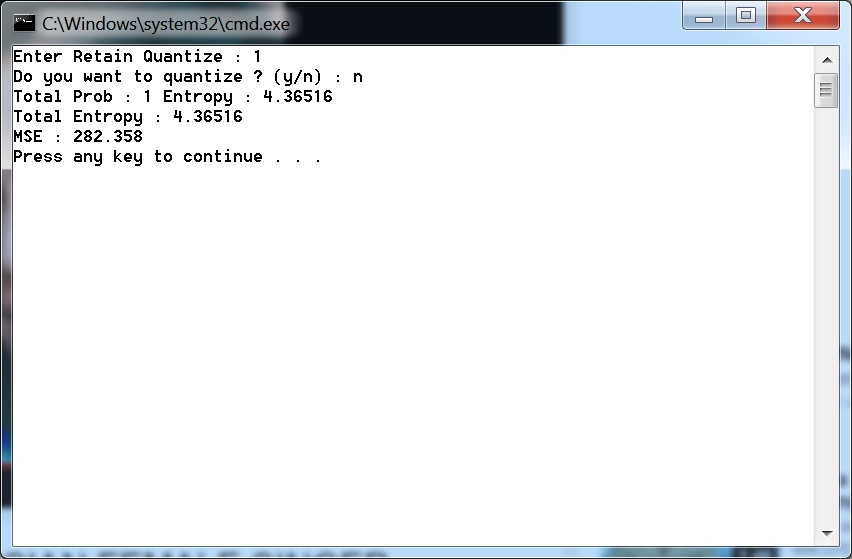 C:\Windows\system32\cmd.exe
Enter Retain Quantize : 1
Do you want to quantize ? (y/n) : n
Total Prob : 1 Entropy : 4.36516
Total Entropy : 4.36516
MSE : 282.358
Press any key to continue . . .